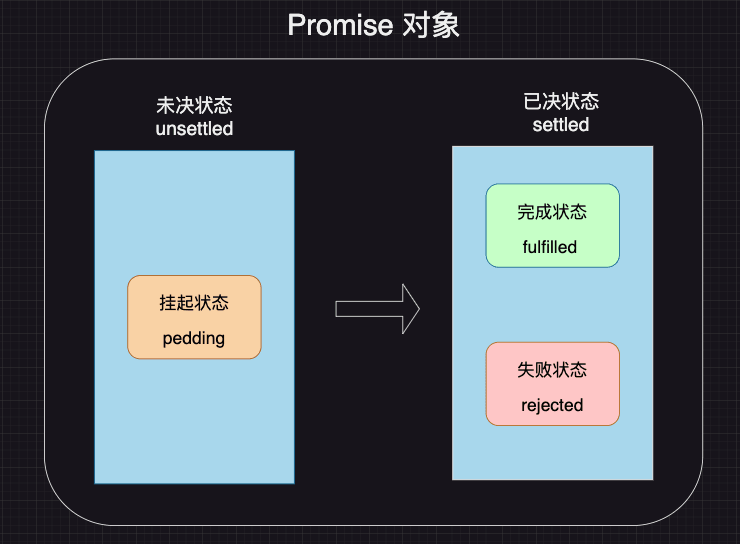 Promise 对象
未决状态
unsettled
挂起状态
pedding
已决状态
settled
完成状态
fulfilled
失败状态
rejected